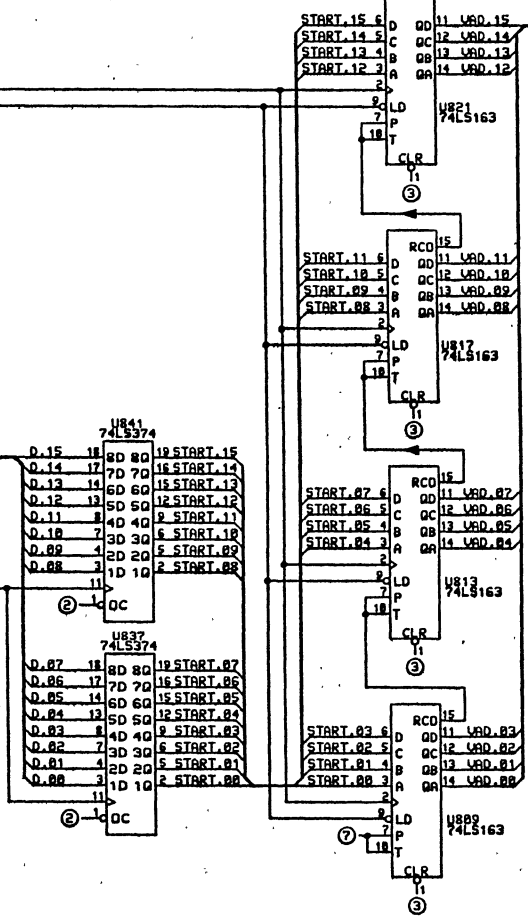 START.15 6 D QD 11 VAD.15
START.14 5 C QC 12 VAD.14
START.13 4 B QB 13 VAD.13
START.12 3 A QA 14 VAD.12
2
9 LD
7 P
10 T
U821
74LS163
CLR
1
3
RCO 15
START.11 6 D QD 11 VAD.11
START.10 5 C QC 12 VAD.10
START.09 4 B QB 13 VAD.09
START.08 3 A QA 14 VAD.08
2
9 LD
7 P
10 T
U817
74LS163
CLR
1
3
U841
74LS374
D.15 18 8D 8Q 19 START.15
D.14 17 7D 7Q 16 START.14
D.13 14 6D 6Q 15 START.13
D.12 13 5D 5Q 12 START.12
D.11 8 4D 4Q 9 START.11
D.10 7 3D 3Q 6 START.10
D.09 4 2D 2Q 5 START.09
D.08 3 1D 1Q 2 START.08
11
2 1 OC
RCO 15
START.07 6 D QD 11 VAD.07
START.06 5 C QC 12 VAD.06
START.05 4 B QB 13 VAD.05
START.04 3 A QA 14 VAD.04
2
9 LD
7 P
10 T
U813
74LS163
CLR
1
3
U837
74LS374
D.07 18 8D 8Q 19 START.07
D.06 17 7D 7Q 16 START.06
D.05 14 6D 6Q 15 START.05
D.04 13 5D 5Q 12 START.04
D.03 8 4D 4Q 9 START.03
D.02 7 3D 3Q 6 START.02
D.01 4 2D 2Q 5 START.01
D.00 3 1D 1Q 2 START.00
11
2 1 OC
RCO 15
START.03 6 D QD 11 VAD.03
START.02 5 C QC 12 VAD.02
START.01 4 B QB 13 VAD.01
START.00 3 A QA 14 VAD.00
2
9 LD
7 7 P
10 T
U809
74LS163
CLR
1
3